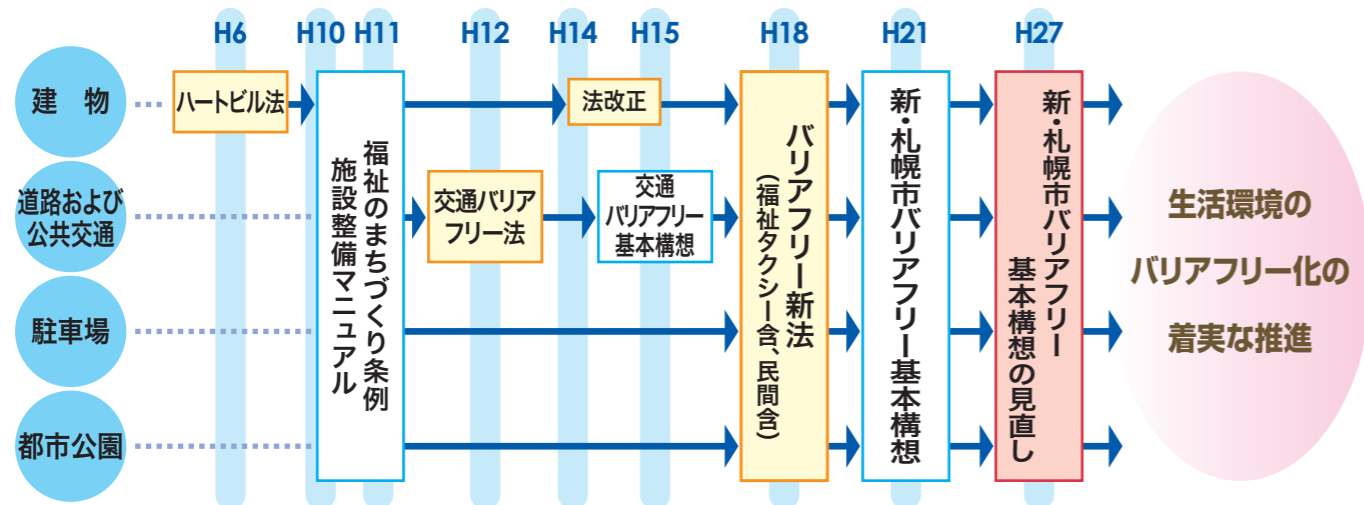 H6
H10
H11
H12
H14
H15
H18
H21
H27
建物
ハートビル法
法改正
道路および
公共交通
交通バリア
フリー法
交通
バリアフリー
基本構想
駐車場
都市公園
福祉のまちづくり条例
施設整備マニュアル
バリアフリー新法
(福祉タクシー含、民間含)
新・札幌市バリアフリー基本構想
新・札幌市バリアフリー
基本構想の見直し
生活環境の
バリアフリー化の
着実な推進